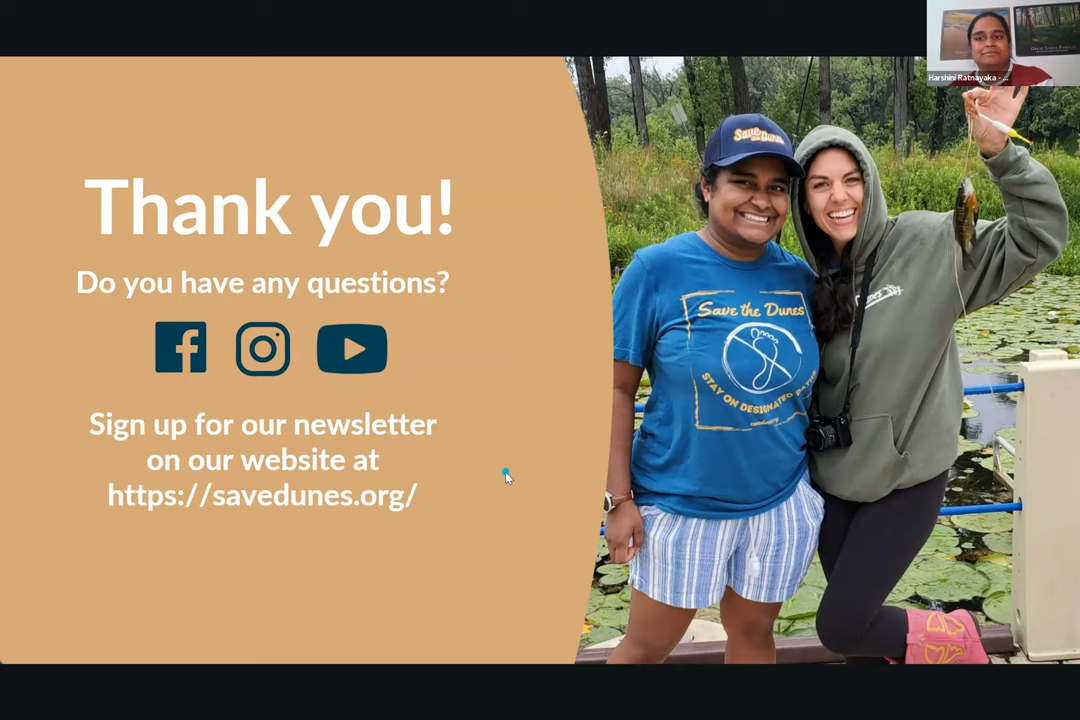 Harshini Ratnayaka - ...
Thank you!
Do you have any questions?
Sign up for our newsletter
on our website at
https://savedunes.org/
Save the Dunes
Save the Dunes
STAY ON DESIGNATED PATHS